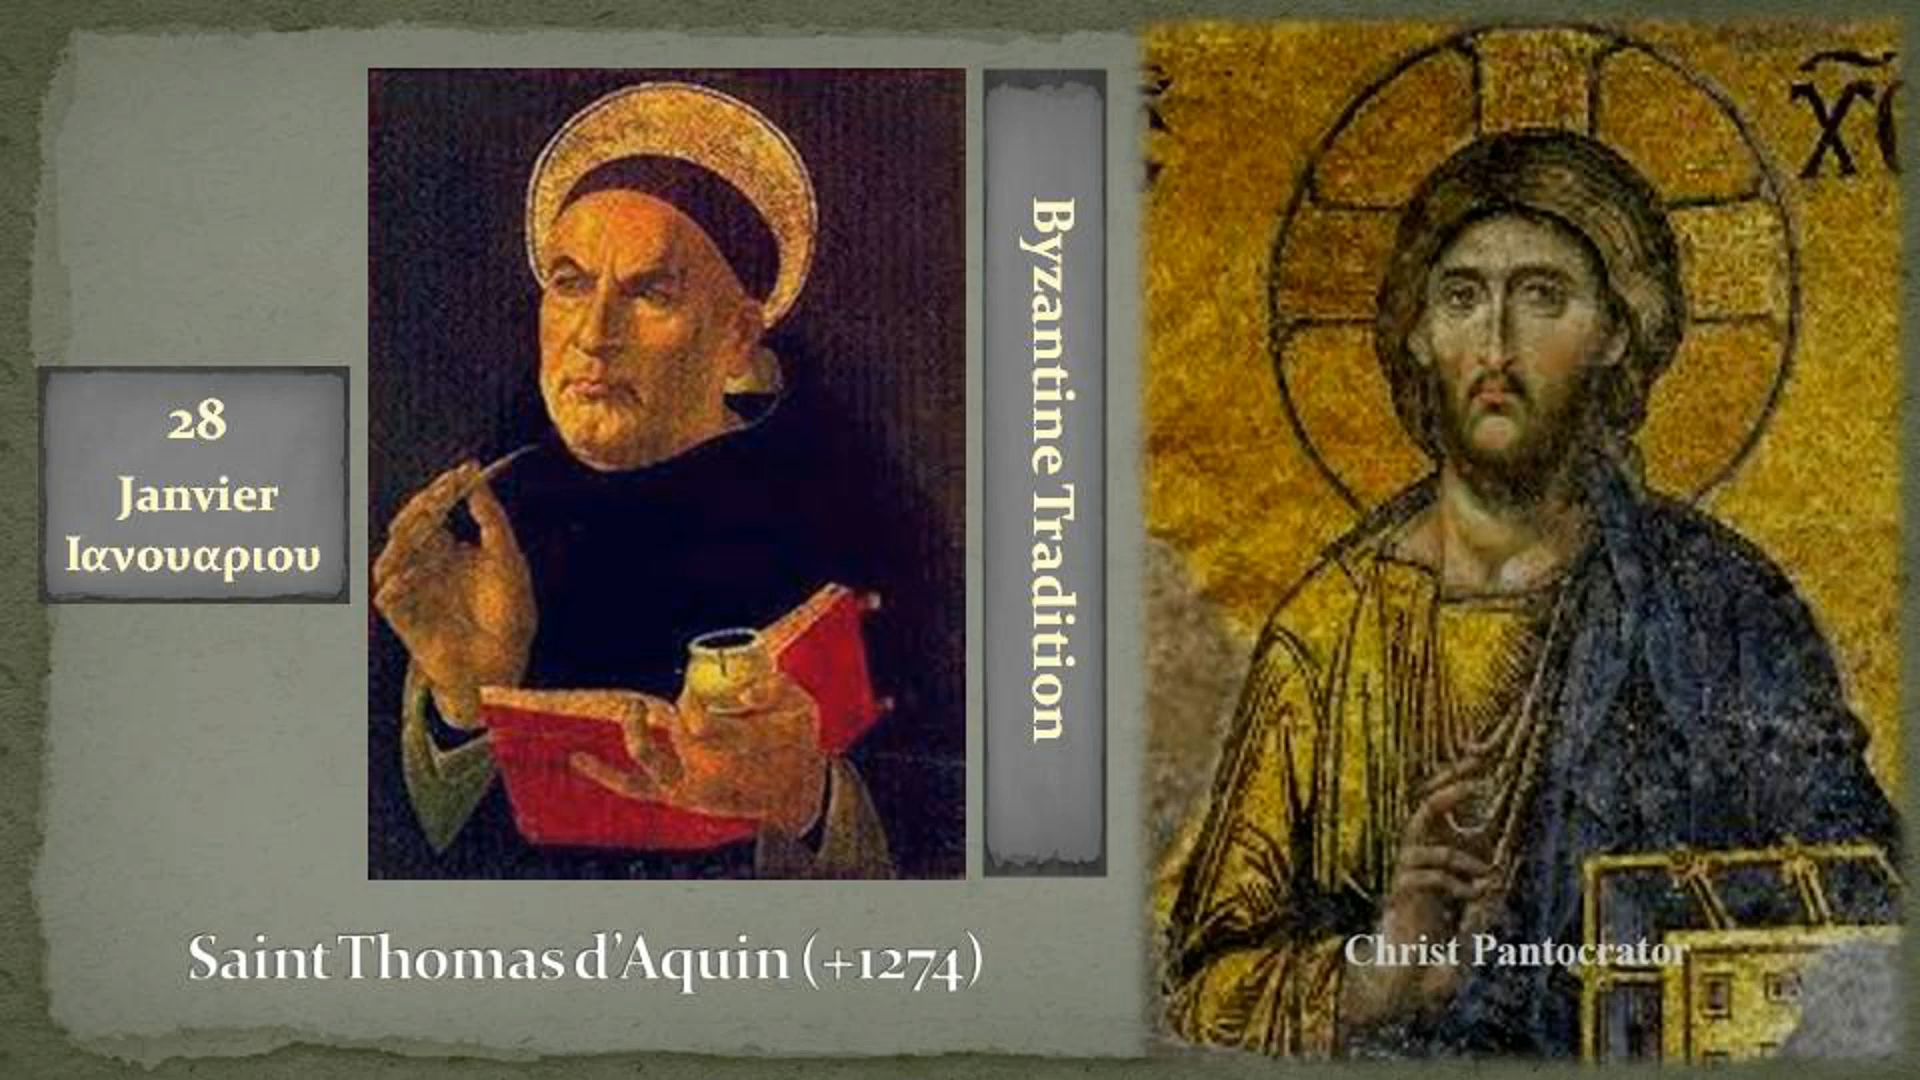 28
Janvier
Ιανουαριου
Byzantine Tradition
Saint Thomas d’Aquin (+1274)
Christ Pantocrator